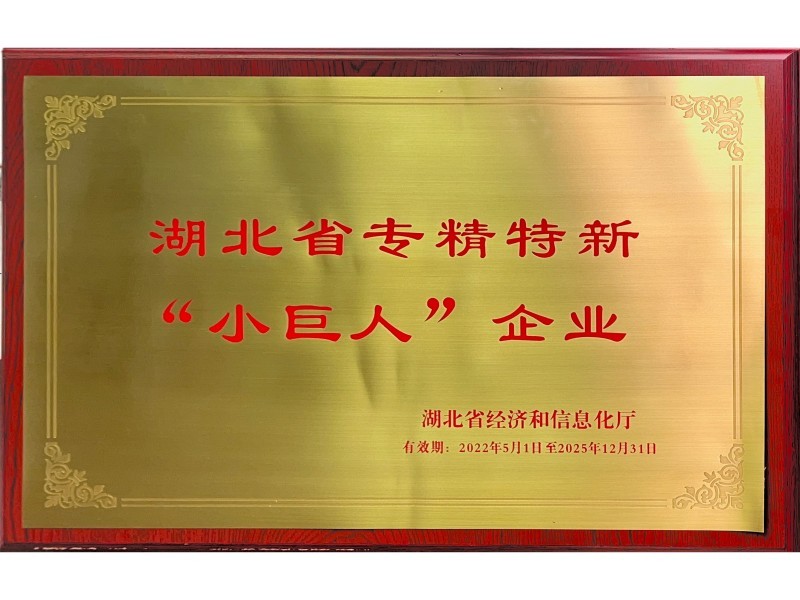 湖北省专精特新
“小巨人”企业
湖北省经济和信息化厅
有效期：2022年5月1日至2025年12月31日